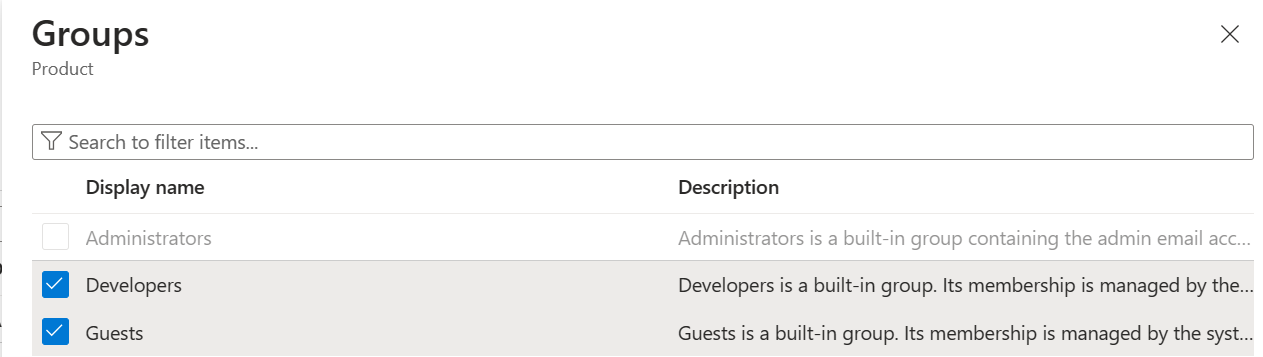 Groups
Product
Search to filter items...
Display name Description
Administrators Administrators is a built-in group containing the admin email acc...
Developers Developers is a built-in group. Its membership is managed by the...
Guests Guests is a built-in group. Its membership is managed by the syst...